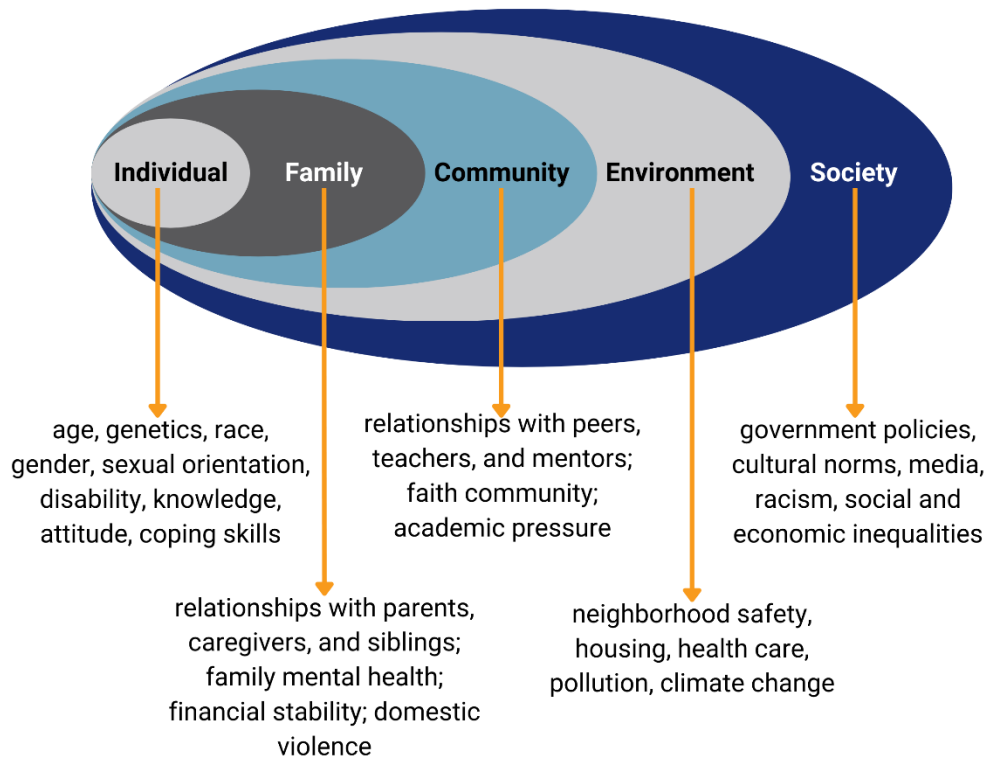 Individual
Family
Community
Environment
Society
age, genetics, race,
gender, sexual orientation,
disability, knowledge,
attitude, coping skills
relationships with parents,
caregivers, and siblings;
family mental health;
financial stability; domestic
violence
relationships with peers,
teachers, and mentors;
faith community;
academic pressure
neighborhood safety,
housing, health care,
pollution, climate change
government policies,
cultural norms, media,
racism, social and
economic inequalities